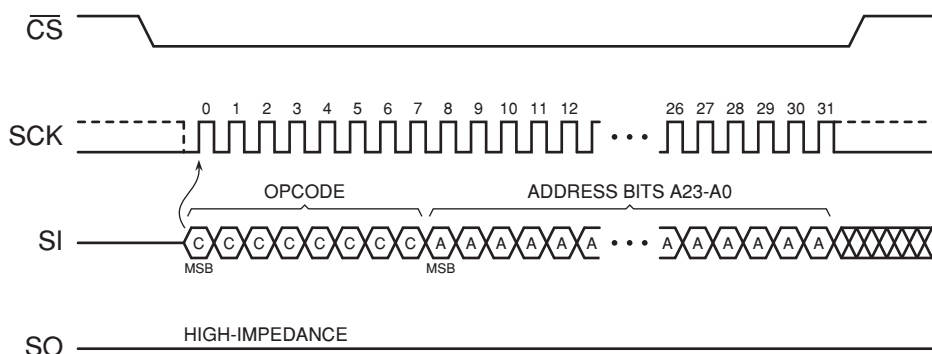 CS
0 1 2 3 4 5 6 7 8 9 10 11 12 26 27 28 29 30 31
SCK
OPCODE ADDRESS BITS A23-A0
SI C C C C C C C C A A A A A A A A A A A A
MSB MSB
HIGH-IMPEDANCE
SO